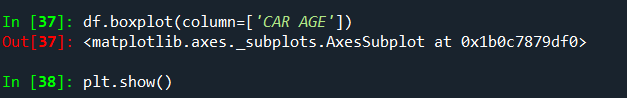 In [37]: df.boxplot(column=['CAR AGE'])
Out[37]: <matplotlib.axes._subplots.AxesSubplot at 0x1b0c7879df0>
In [38]: plt.show()